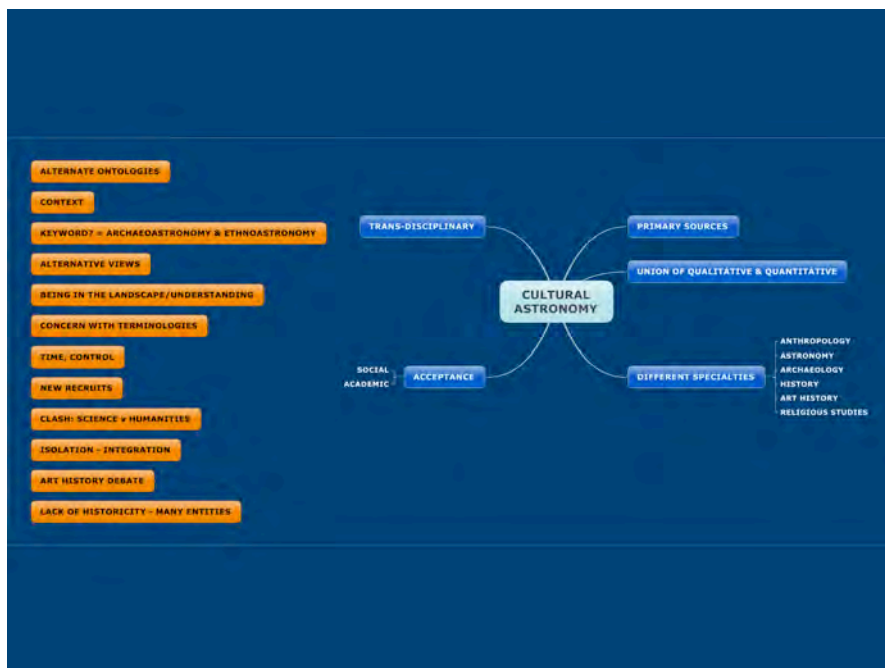 ALTERNATE ONTOLOGIES
CONTEXT
KEYWORD? = ARCHAEOASTRONOMY & ETHNOASTRONOMY
ALTERNATIVE VIEWS
BEING IN THE LANDSCAPE/UNDERSTANDING
CONCERN WITH TERMINOLOGIES
TIME, CONTROL
NEW RECRUITS
CLASH: SCIENCE v HUMANITIES
ISOLATION - INTEGRATION
ART HISTORY DEBATE
LACK OF HISTORICITY - MANY ENTITIES
TRANS-DISCIPLINARY
SOCIAL
ACADEMIC
ACCEPTANCE
CULTURAL
ASTRONOMY
PRIMARY SOURCES
UNION OF QUALITATIVE & QUANTITATIVE
DIFFERENT SPECIALTIES
ANTHROPOLOGY
ASTRONOMY
ARCHAEOLOGY
HISTORY
ART HISTORY
RELIGIOUS STUDIES